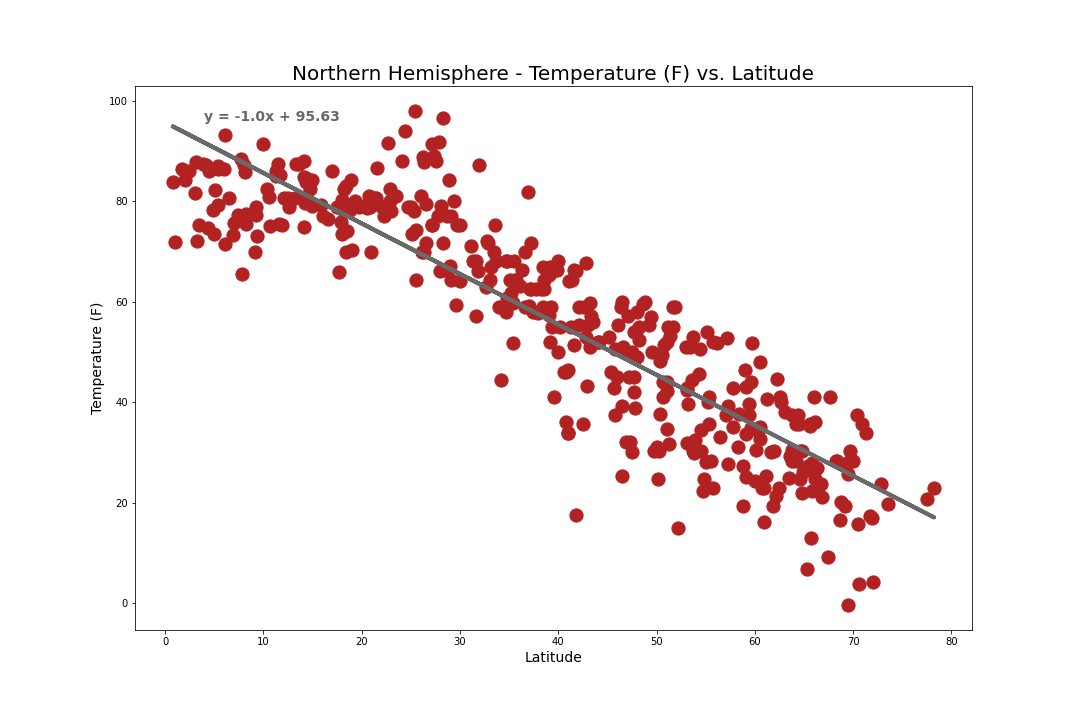 Northern Hemisphere - Temperature (F) vs. Latitude
y = -1.0x + 95.63
100
80
60
40
20
0
Temperature (F)
0 10 20 30 40 50 60 70 80
Latitude